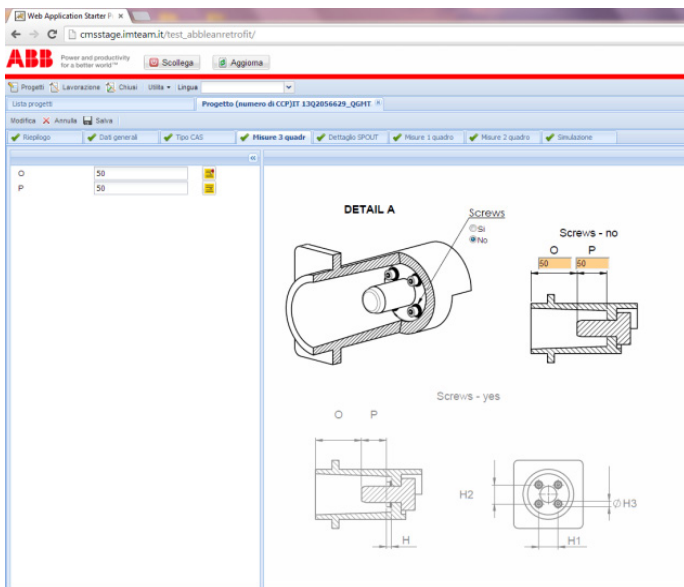 Web Application Starter P
cmsstage.imteam.it/test_abbleanretrofit/
ABB Power and productivity
for a better world™
Scollega Aggiorna
Progetti Lavorazione Chiusi Utilità Lingua
Lista progetti Progetto (numero di CCP)IT 13Q2056629_QGMT
Modifica Annulla Salva
Riepilogo Dati generali Tipo CAS Misure 3 quadr Dettaglio SPOUT Misure 1 quadro Misure 2 quadro Simulazione
O 50
P 50
DETAIL A
Screws
Si
No
Screws - no
O P
50 50
Screws - yes
O P
H
H2
H1
Ø H3